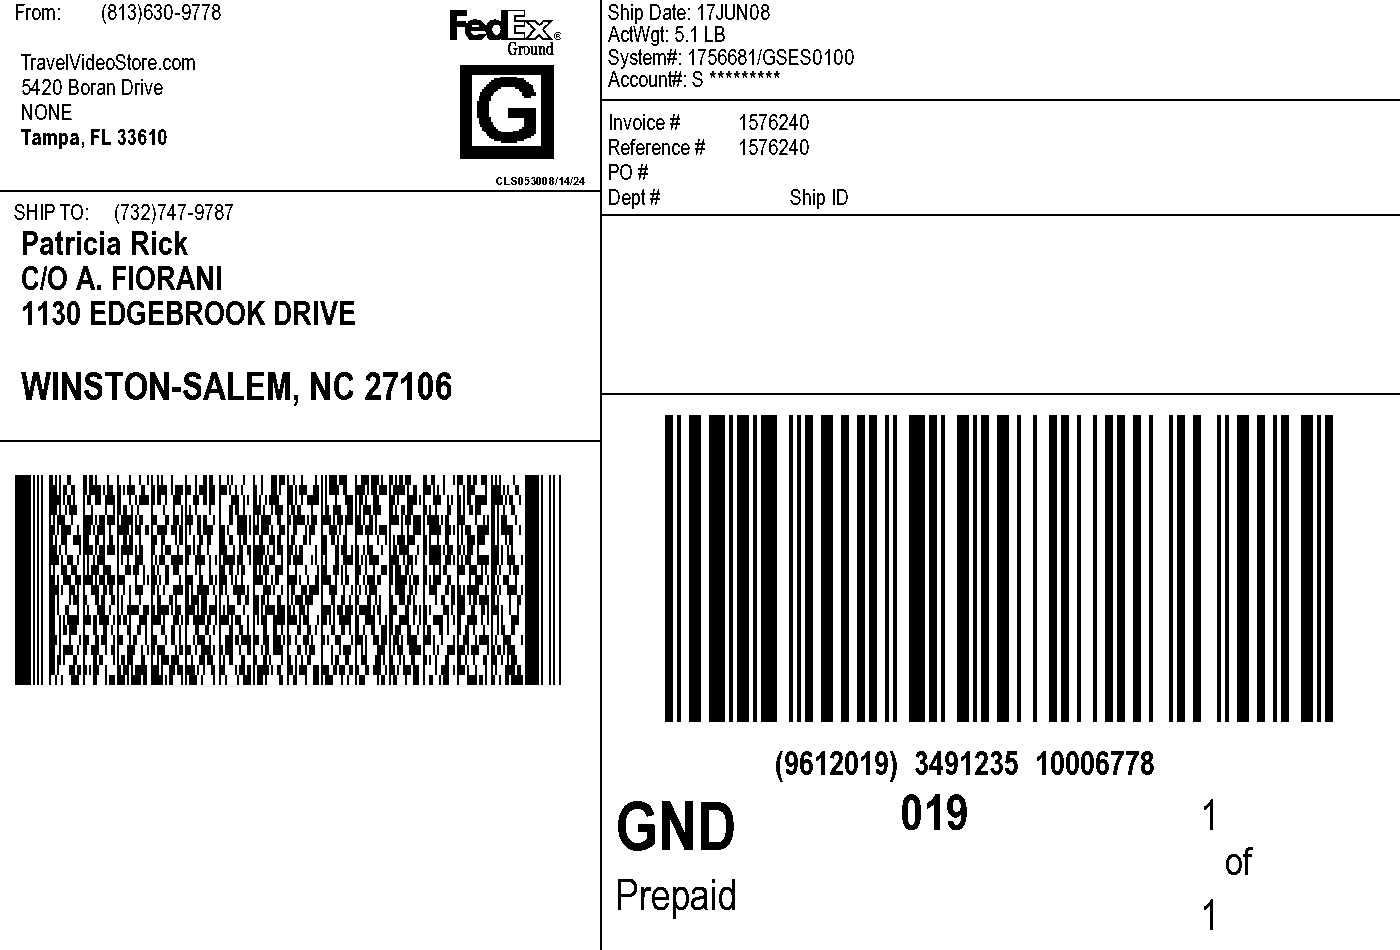 From: (813)630-9778
TravelVideoStore.com
5420 Boran Drive
NONE
Tampa, FL 33610
FedEx®
Ground
G
CLS053008/14/24
SHIP TO: (732)747-9787
Patricia Rick
C/O A. FIORANI
1130 EDGEBROOK DRIVE
WINSTON-SALEM, NC 27106
Ship Date: 17JUN08
ActWgt: 5.1 LB
System#: 1756681/GSES0100
Account#: S *********
Invoice # 1576240
Reference # 1576240
PO #
Dept # Ship ID
(9612019) 3491235 10006778
GND 019 1
of
Prepaid 1